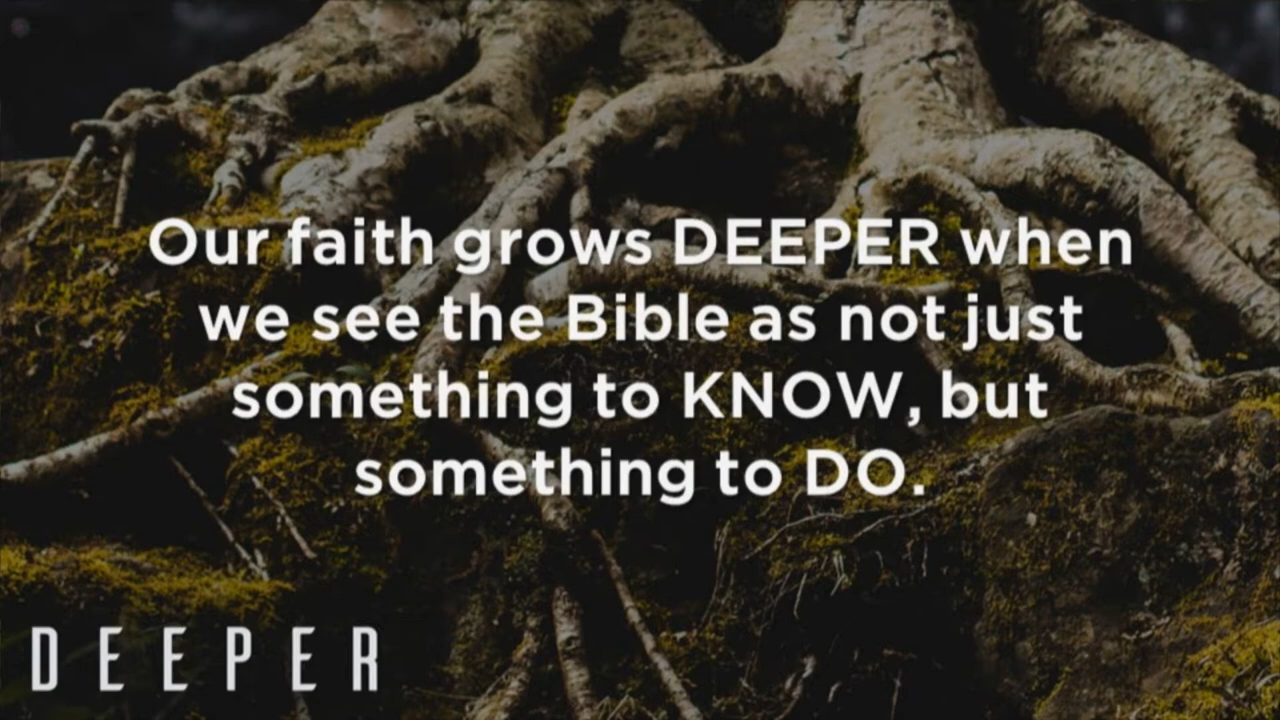 Our faith grows DEEPER when
we see the Bible as not just
something to KNOW, but
something to DO.
DEEPER